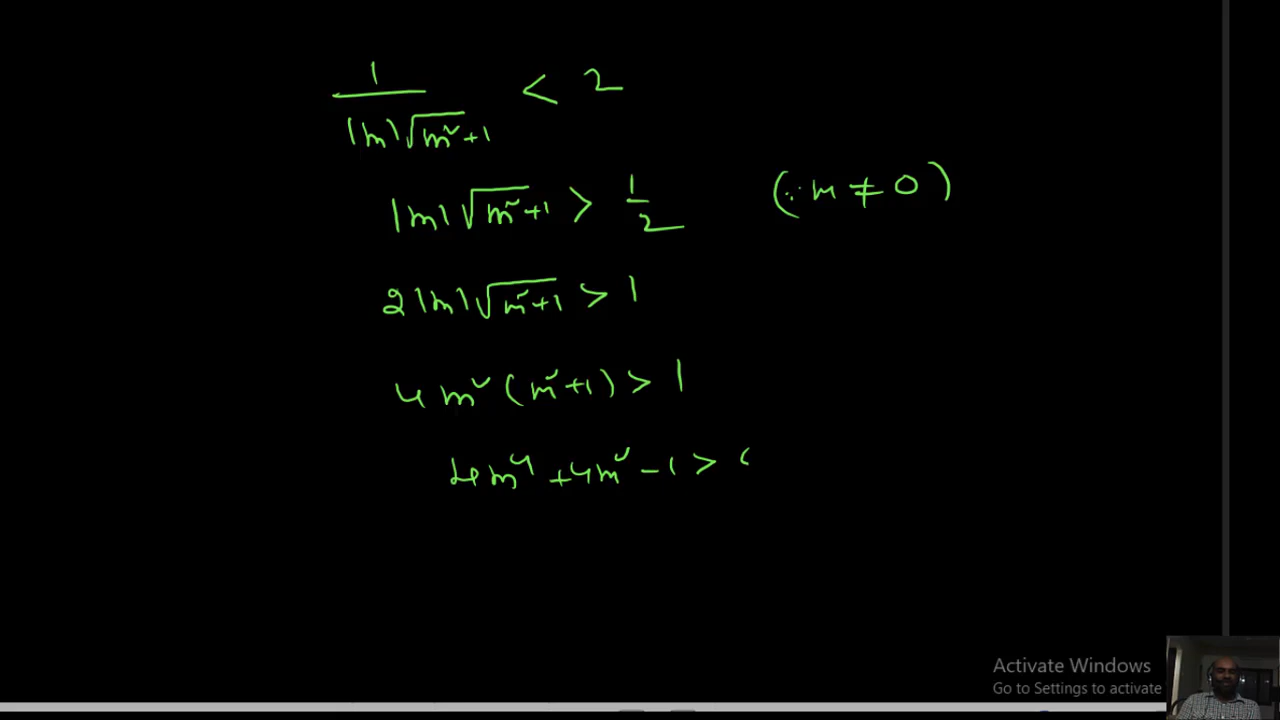 1/(|m|√(m²+1)) < 2
|m|√(m²+1) > 1/2 (∵ m ≠ 0)
2|m|√(m²+1) > 1
4m²(m²+1) > 1
4m⁴ + 4m² - 1 >
Activate Windows
Go to Settings to activate